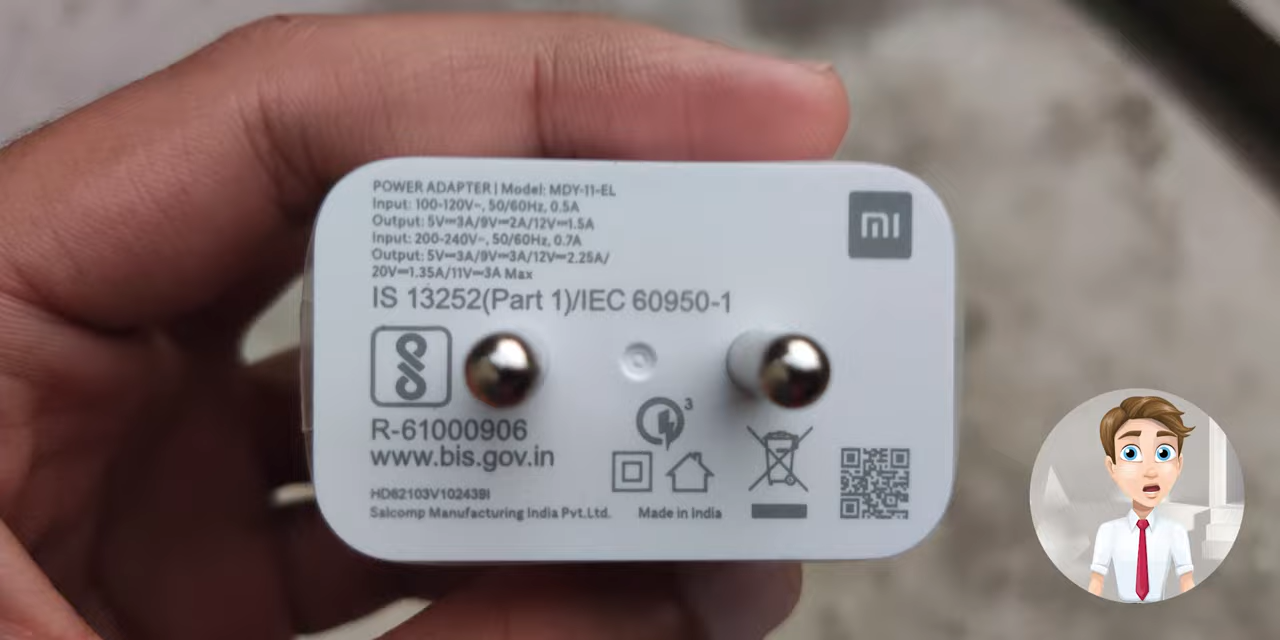 POWER ADAPTER | Model: MDY-11-EL
Input: 100-120V~, 50/60Hz, 0.5A
Output: 5V⎓3A/9V⎓2A/12V⎓1.5A
Input: 200-240V~, 50/60Hz, 0.7A
Output: 5V⎓3A/9V⎓3A/12V⎓2.25A/
20V⎓1.35A/11V⎓3A Max
mi
IS 13252(Part 1)/IEC 60950-1
3
R-61000906
www.bis.gov.in
HD62103V102439I
Salcomp Manufacturing India Pvt.Ltd.
Made in India